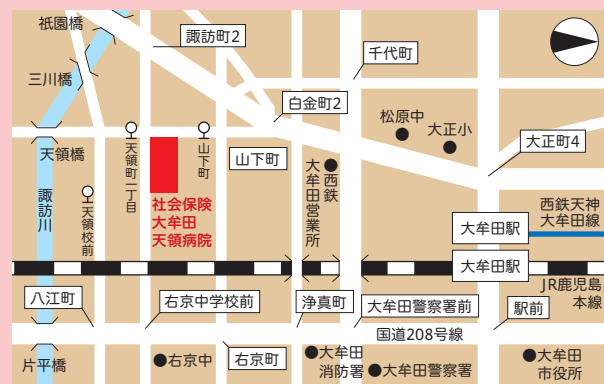 祇園橋
諏訪町2
千代町
三川橋
白金町2
松原中
大正小
大正町4
天領橋
天領町二丁目
山下町
山下町
大牟田営業所
西鉄
諏訪川
天領校前
社会保険
大牟田
天領病院
西鉄天神
大牟田線
大牟田駅
大牟田駅
JR鹿児島
本線
八江町
右京中学校前
浄真町
大牟田警察署前
駅前
国道208号線
片平橋
右京中
右京町
大牟田
消防署
大牟田警察署
大牟田
市役所